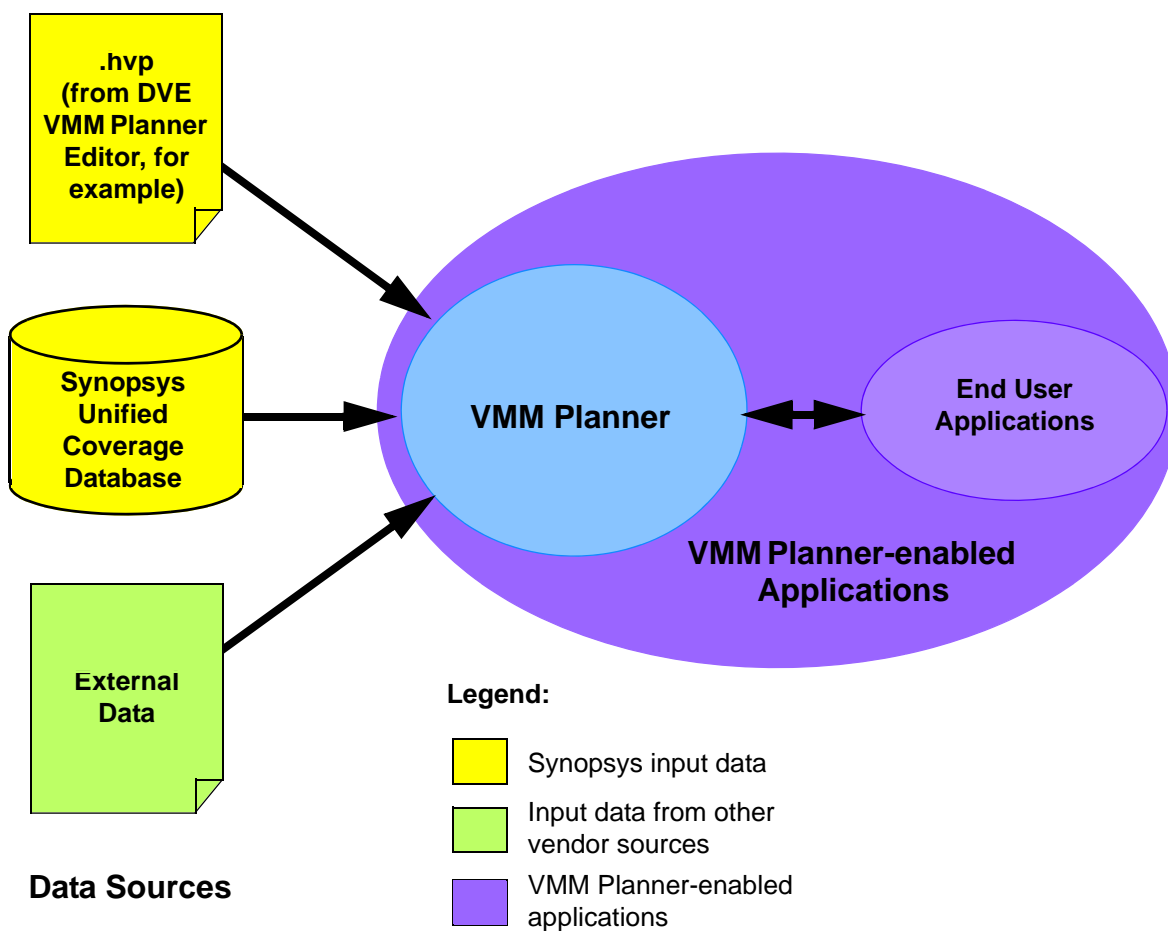 .hvp
(from DVE
VMM Planner
Editor, for
example)
Synopsys
Unified
Coverage
Database
External
Data
Data Sources
VMM Planner
End User
Applications
VMM Planner-enabled
Applications
Legend:
Synopsys input data
Input data from other
vendor sources
VMM Planner-enabled
applications